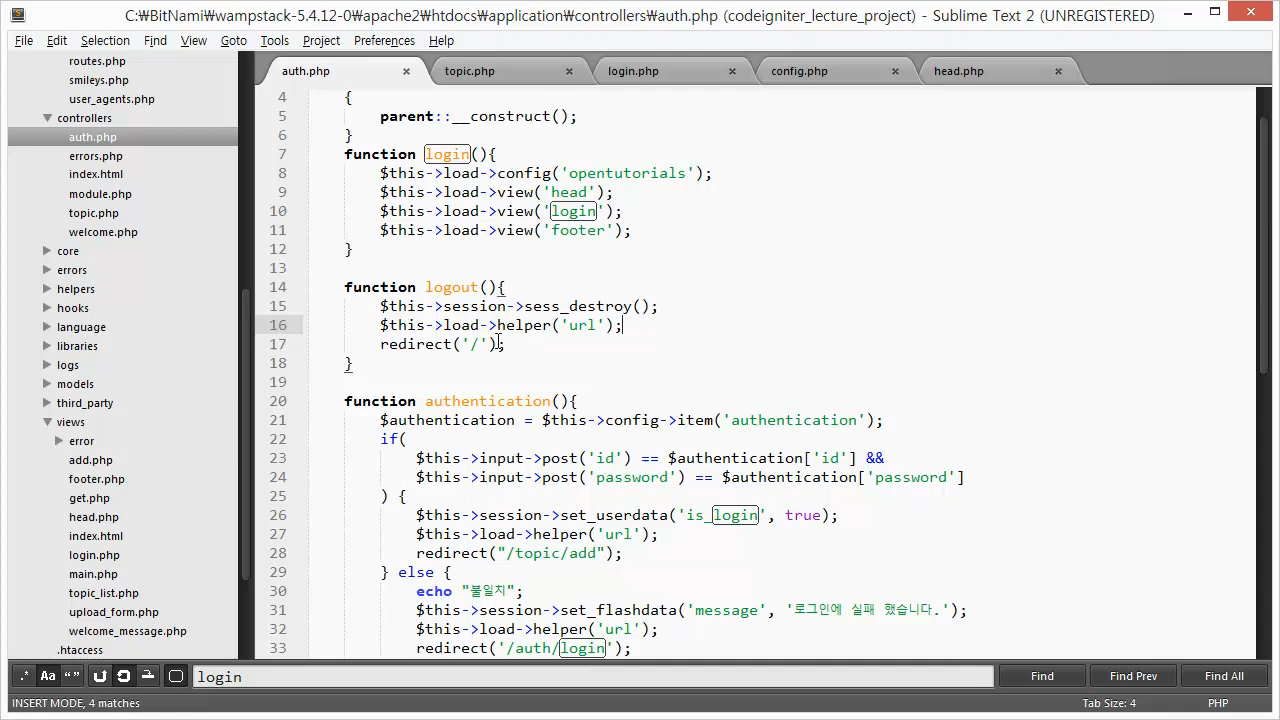 C:₩BitNami₩wampstack-5.4.12-0₩apache2₩htdocs₩application₩controllers₩auth.php (codeigniter_lecture_project) - Sublime Text 2 (UNREGISTERED)
File Edit Selection Find View Goto Tools Project Preferences Help
routes.php
smileys.php
user_agents.php
controllers
auth.php
errors.php
index.html
module.php
topic.php
welcome.php
core
errors
helpers
hooks
language
libraries
logs
models
third_party
views
error
add.php
footer.php
get.php
head.php
index.html
login.php
main.php
topic_list.php
upload_form.php
welcome_message.php
.htaccess
auth.php × topic.php × login.php × config.php × head.php ×
4 {
5 parent::__construct();
6 }
7 function login(){
8 $this->load->config('opentutorials');
9 $this->load->view('head');
10 $this->load->view('login');
11 $this->load->view('footer');
12 }
13
14 function logout(){
15 $this->session->sess_destroy();
16 $this->load->helper('url');
17 redirect('/');
18 }
19
20 function authentication(){
21 $authentication = $this->config->item('authentication');
22 if(
23 $this->input->post('id') == $authentication['id'] &&
24 $this->input->post('password') == $authentication['password']
25 ) {
26 $this->session->set_userdata('is_login', true);
27 $this->load->helper('url');
28 redirect("/topic/add");
29 } else {
30 echo "불일치";
31 $this->session->set_flashdata('message', '로그인에 실패 했습니다.');
32 $this->load->helper('url');
33 redirect('/auth/login');
.* Aa “ ” login Find Find Prev Find All
INSERT MODE, 4 matches Tab Size: 4 PHP